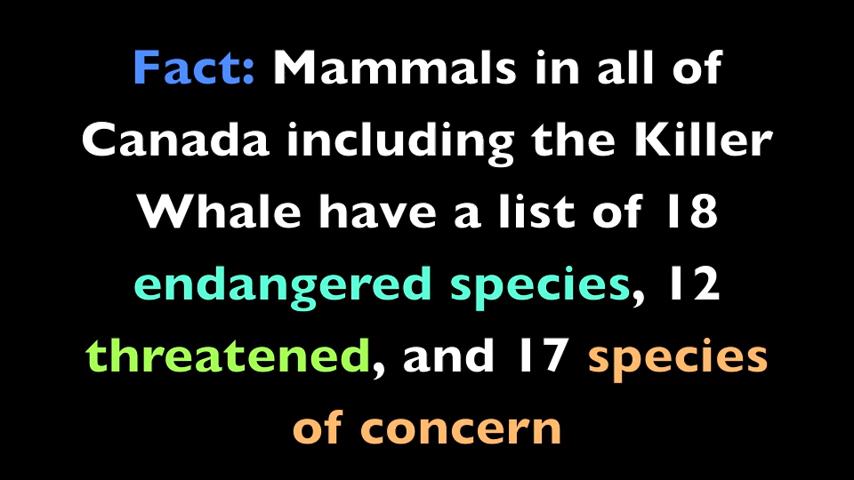 Fact: Mammals in all of
Canada including the Killer
Whale have a list of 18
endangered species, 12
threatened, and 17 species
of concern